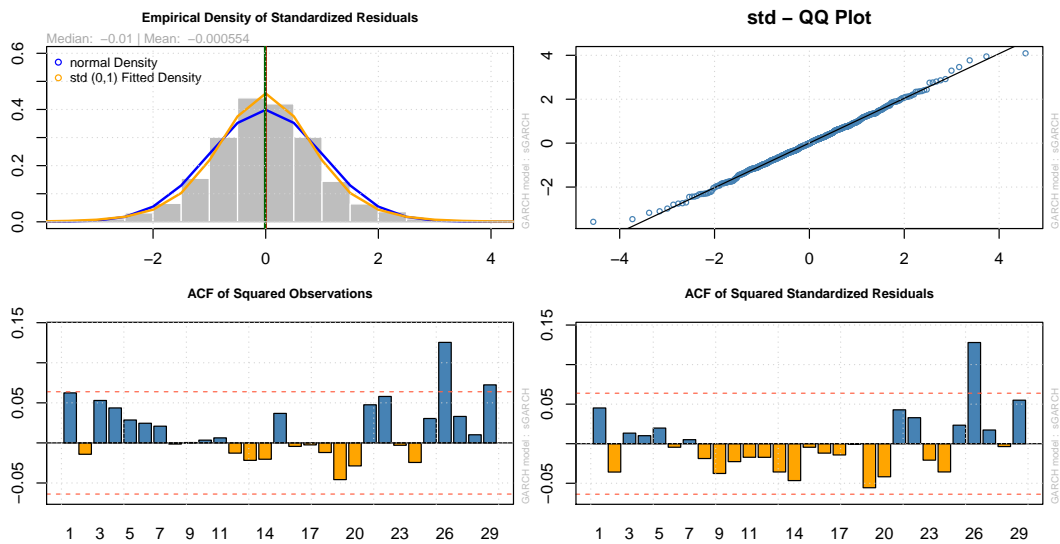 Empirical Density of Standardized Residuals
Median: −0.01 | Mean: −0.000554
normal Density
std (0,1) Fitted Density
0.0 0.2 0.4 0.6
−2 0 2 4
GARCH model : sGARCH
std − QQ Plot
−2 0 2 4
−4 −2 0 2 4
GARCH model : sGARCH
ACF of Squared Observations
−0.05 0.05 0.15
1 3 5 7 9 11 14 17 20 23 26 29
GARCH model : sGARCH
ACF of Squared Standardized Residuals
−0.05 0.05 0.15
1 3 5 7 9 11 14 17 20 23 26 29
GARCH model : sGARCH